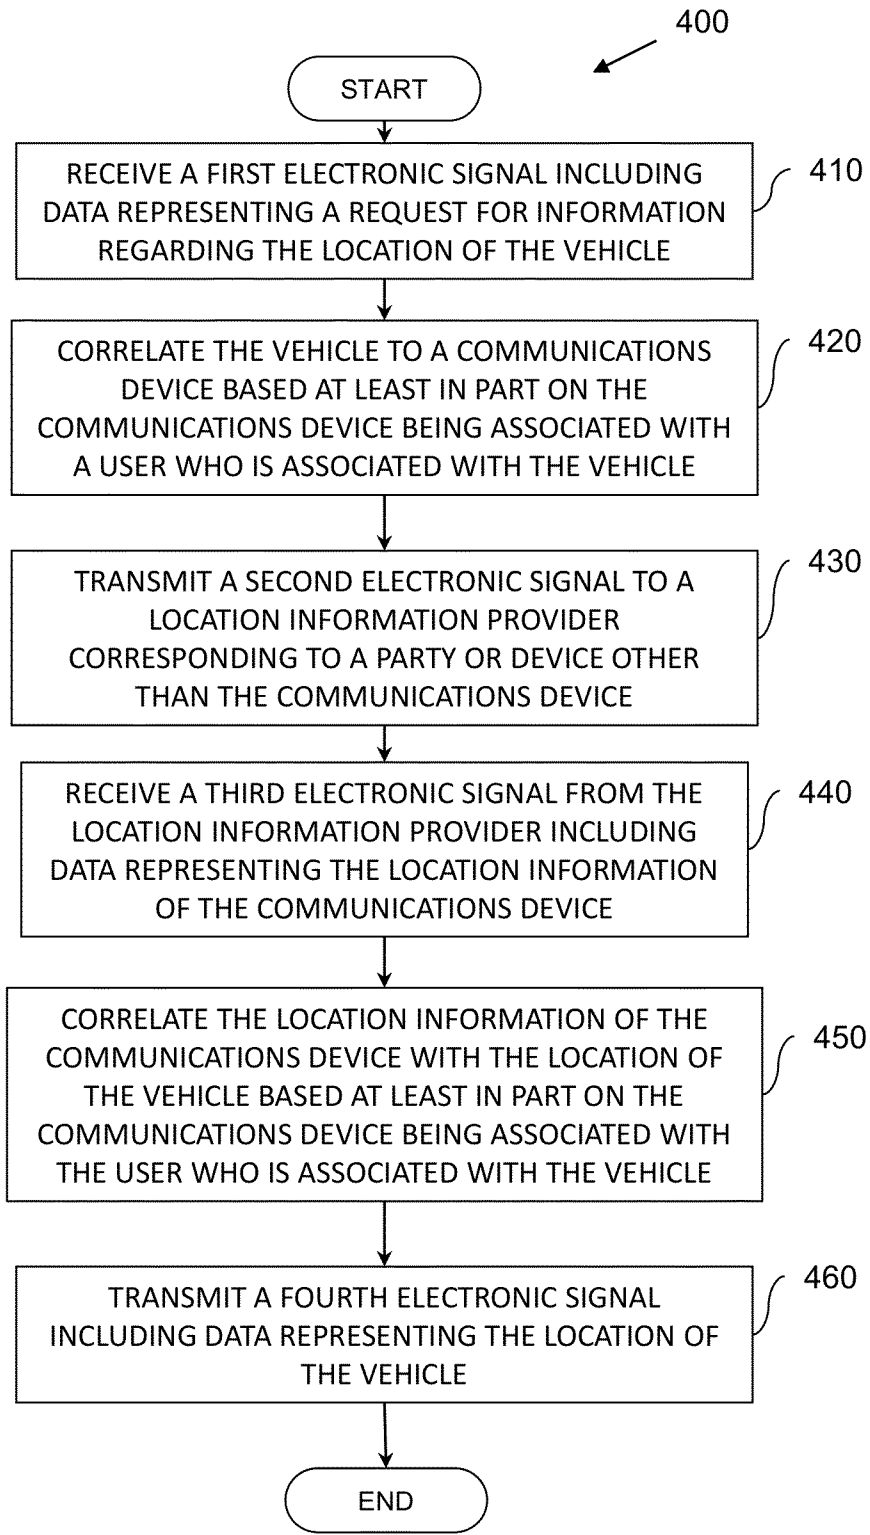 400
START
RECEIVE A FIRST ELECTRONIC SIGNAL INCLUDING
DATA REPRESENTING A REQUEST FOR INFORMATION
REGARDING THE LOCATION OF THE VEHICLE
410
CORRELATE THE VEHICLE TO A COMMUNICATIONS
DEVICE BASED AT LEAST IN PART ON THE
COMMUNICATIONS DEVICE BEING ASSOCIATED WITH
A USER WHO IS ASSOCIATED WITH THE VEHICLE
420
TRANSMIT A SECOND ELECTRONIC SIGNAL TO A
LOCATION INFORMATION PROVIDER
CORRESPONDING TO A PARTY OR DEVICE OTHER
THAN THE COMMUNICATIONS DEVICE
430
RECEIVE A THIRD ELECTRONIC SIGNAL FROM THE
LOCATION INFORMATION PROVIDER INCLUDING
DATA REPRESENTING THE LOCATION INFORMATION
OF THE COMMUNICATIONS DEVICE
440
CORRELATE THE LOCATION INFORMATION OF THE
COMMUNICATIONS DEVICE WITH THE LOCATION OF
THE VEHICLE BASED AT LEAST IN PART ON THE
COMMUNICATIONS DEVICE BEING ASSOCIATED WITH
THE USER WHO IS ASSOCIATED WITH THE VEHICLE
450
TRANSMIT A FOURTH ELECTRONIC SIGNAL
INCLUDING DATA REPRESENTING THE LOCATION OF
THE VEHICLE
460
END